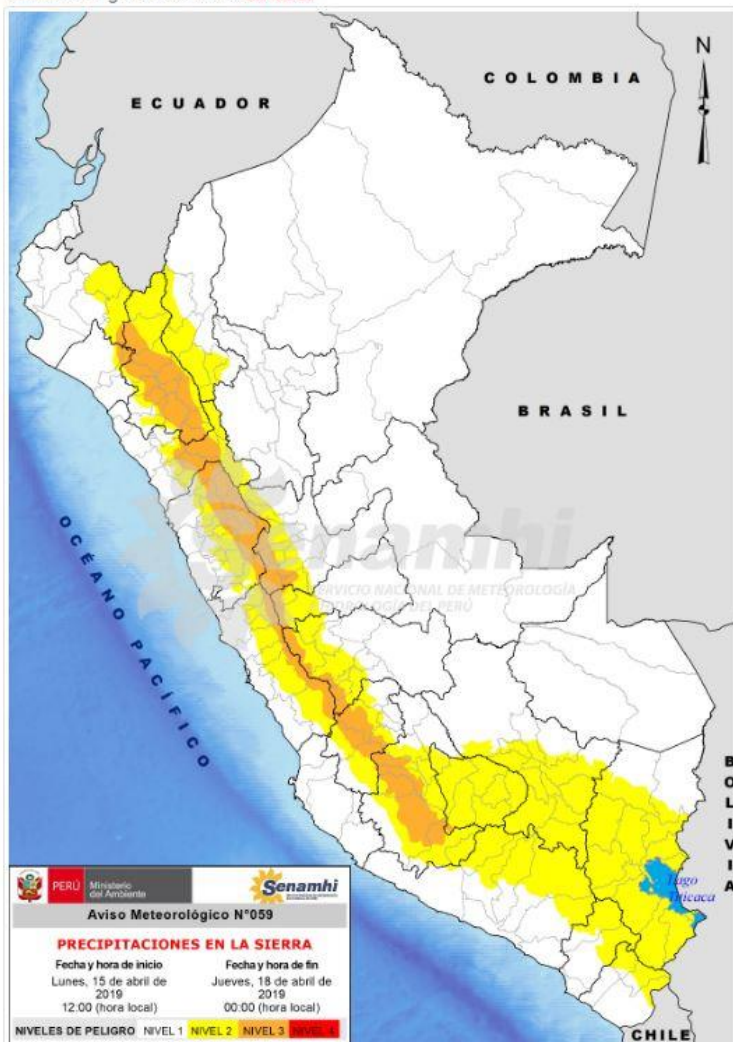 N
COLOMBIA
ECUADOR
BRASIL
OCÉANO PACÍFICO
Senamhi
SERVICIO NACIONAL DE METEOROLOGÍA
E HIDROLOGÍA DEL PERÚ
BOLIVIA
Lago
Titicaca
CHILE
PERÚ
Ministerio
del Ambiente
Senamhi
Aviso Meteorológico N°059
PRECIPITACIONES EN LA SIERRA
Fecha y hora de inicio
Lunes, 15 de abril de
2019
12:00 (hora local)
Fecha y hora de fin
Jueves, 18 de abril de
2019
00:00 (hora local)
NIVELES DE PELIGRO NIVEL 1 NIVEL 2 NIVEL 3 NIVEL 4